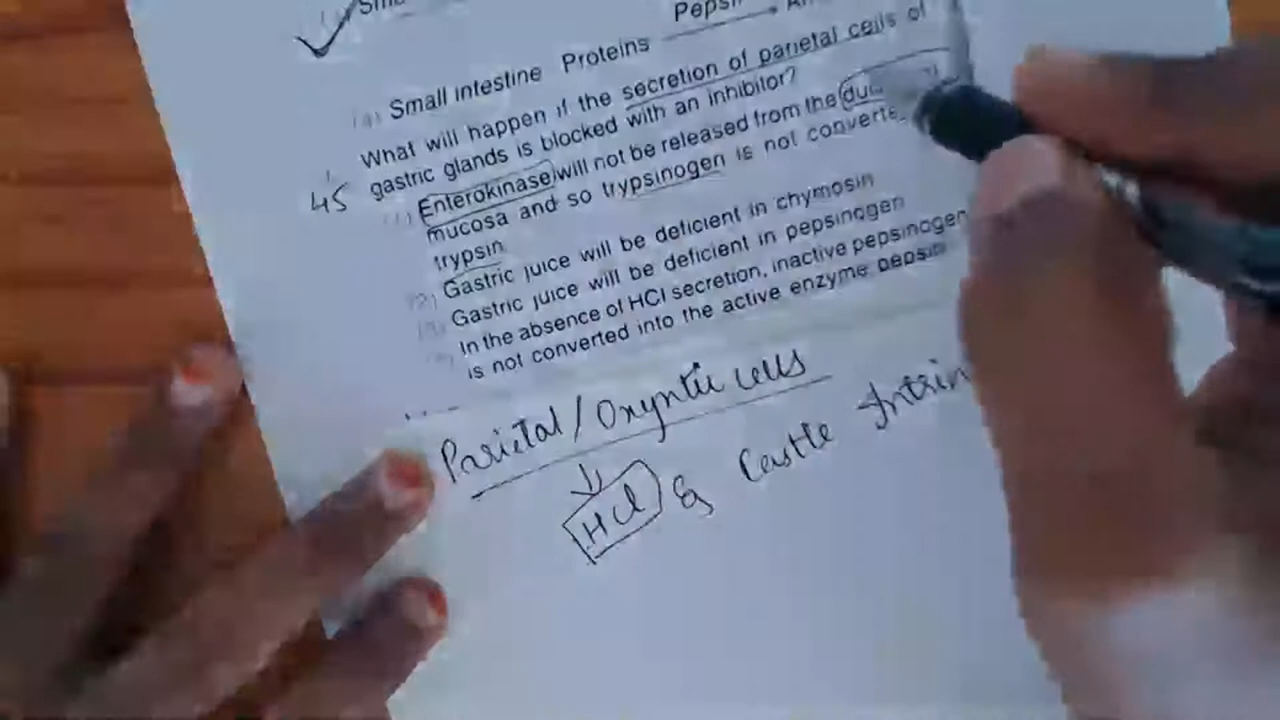 Small intestine Proteins
What will happen if the secretion of parietal cells of
gastric glands is blocked with an inhibitor?
45
(1) Enterokinase will not be released from the
mucosa and so trypsinogen is not
trypsin
(2) Gastric juice will be deficient in chymosin
(3) Gastric juice will be deficient in pepsinogen
In the absence of HCl secretion, inactive pepsinogen
is not converted into the active enzyme pepsin
Parietal / Oxyntic cells
HCl & Castle